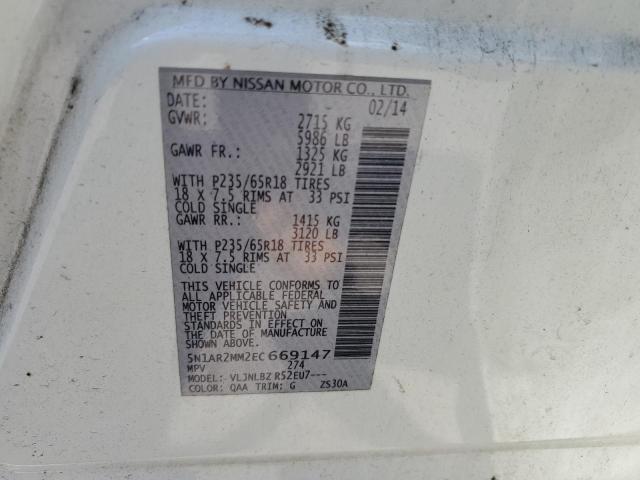 MFD BY NISSAN MOTOR CO., LTD.
DATE: 02/14
GVWR: 2715 KG
5986 LB
GAWR FR.: 1325 KG
2921 LB
WITH P235/65R18 TIRES
18 X 7.5 RIMS AT 33 PSI
COLD SINGLE
GAWR RR.: 1415 KG
3120 LB
WITH P235/65R18 TIRES
18 X 7.5 RIMS AT 33 PSI
COLD SINGLE
THIS VEHICLE CONFORMS TO
ALL APPLICABLE FEDERAL
MOTOR VEHICLE SAFETY AND
THEFT PREVENTION
STANDARDS IN EFFECT ON
THE DATE OF MANUFACTURE
SHOWN ABOVE.
5N1AR2MM2EC 669147
MPV 274
MODEL: VLJNLBZ R52EU7---
COLOR: QAA TRIM: G ZS30A